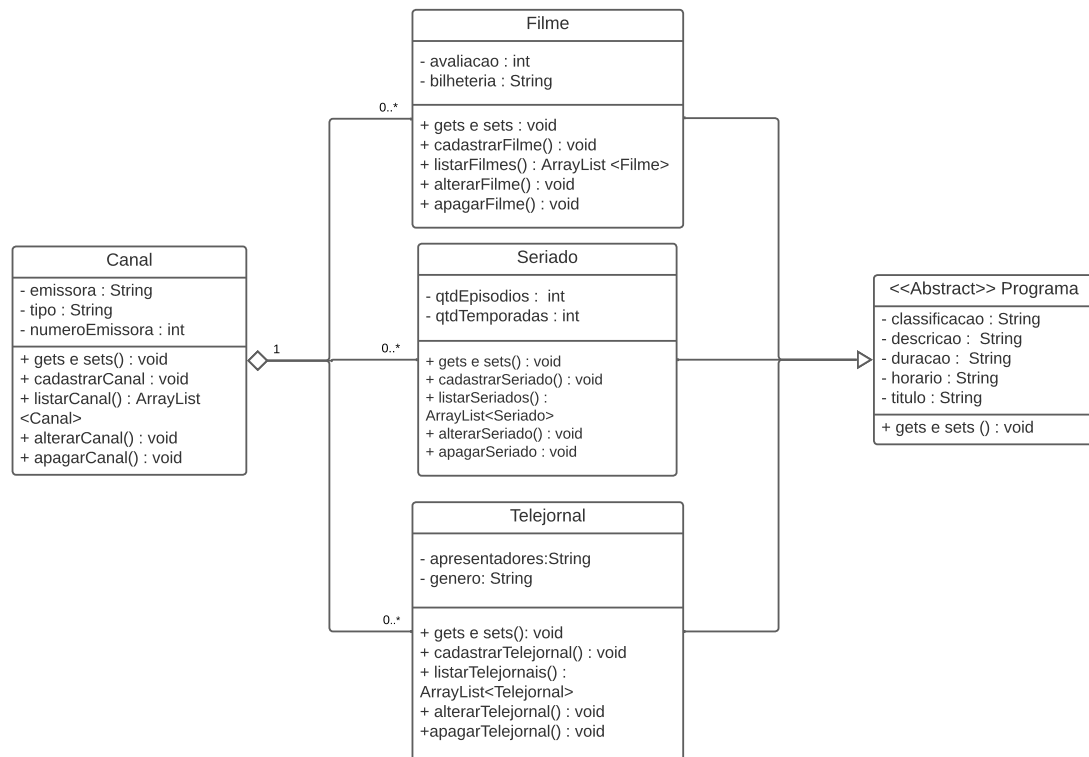 Filme
- avaliacao : int
- bilheteria : String
+ gets e sets : void
+ cadastrarFilme() : void
+ listarFilmes() : ArrayList <Filme>
+ alterarFilme() : void
+ apagarFilme() : void
0..*
Canal
- emissora : String
- tipo : String
- numeroEmissora : int
+ gets e sets() : void
+ cadastrarCanal : void
+ listarCanal() : ArrayList
<Canal>
+ alterarCanal() : void
+ apagarCanal() : void
1
0..*
Seriado
- qtdEpisodios :  int
- qtdTemporadas : int
+ gets e sets() : void
+ cadastrarSeriado() : void
+ listarSeriados() :
ArrayList<Seriado>
+ alterarSeriado() : void
+ apagarSeriado : void
<<Abstract>> Programa
- classificacao : String
- descricao :  String
- duracao :  String
- horario : String
- titulo : String
+ gets e sets () : void
0..*
Telejornal
- apresentadores:String
- genero: String
+ gets e sets(): void
+ cadastrarTelejornal() : void
+ listarTelejornais() :
ArrayList<Telejornal>
+ alterarTelejornal() : void
+apagarTelejornal() : void